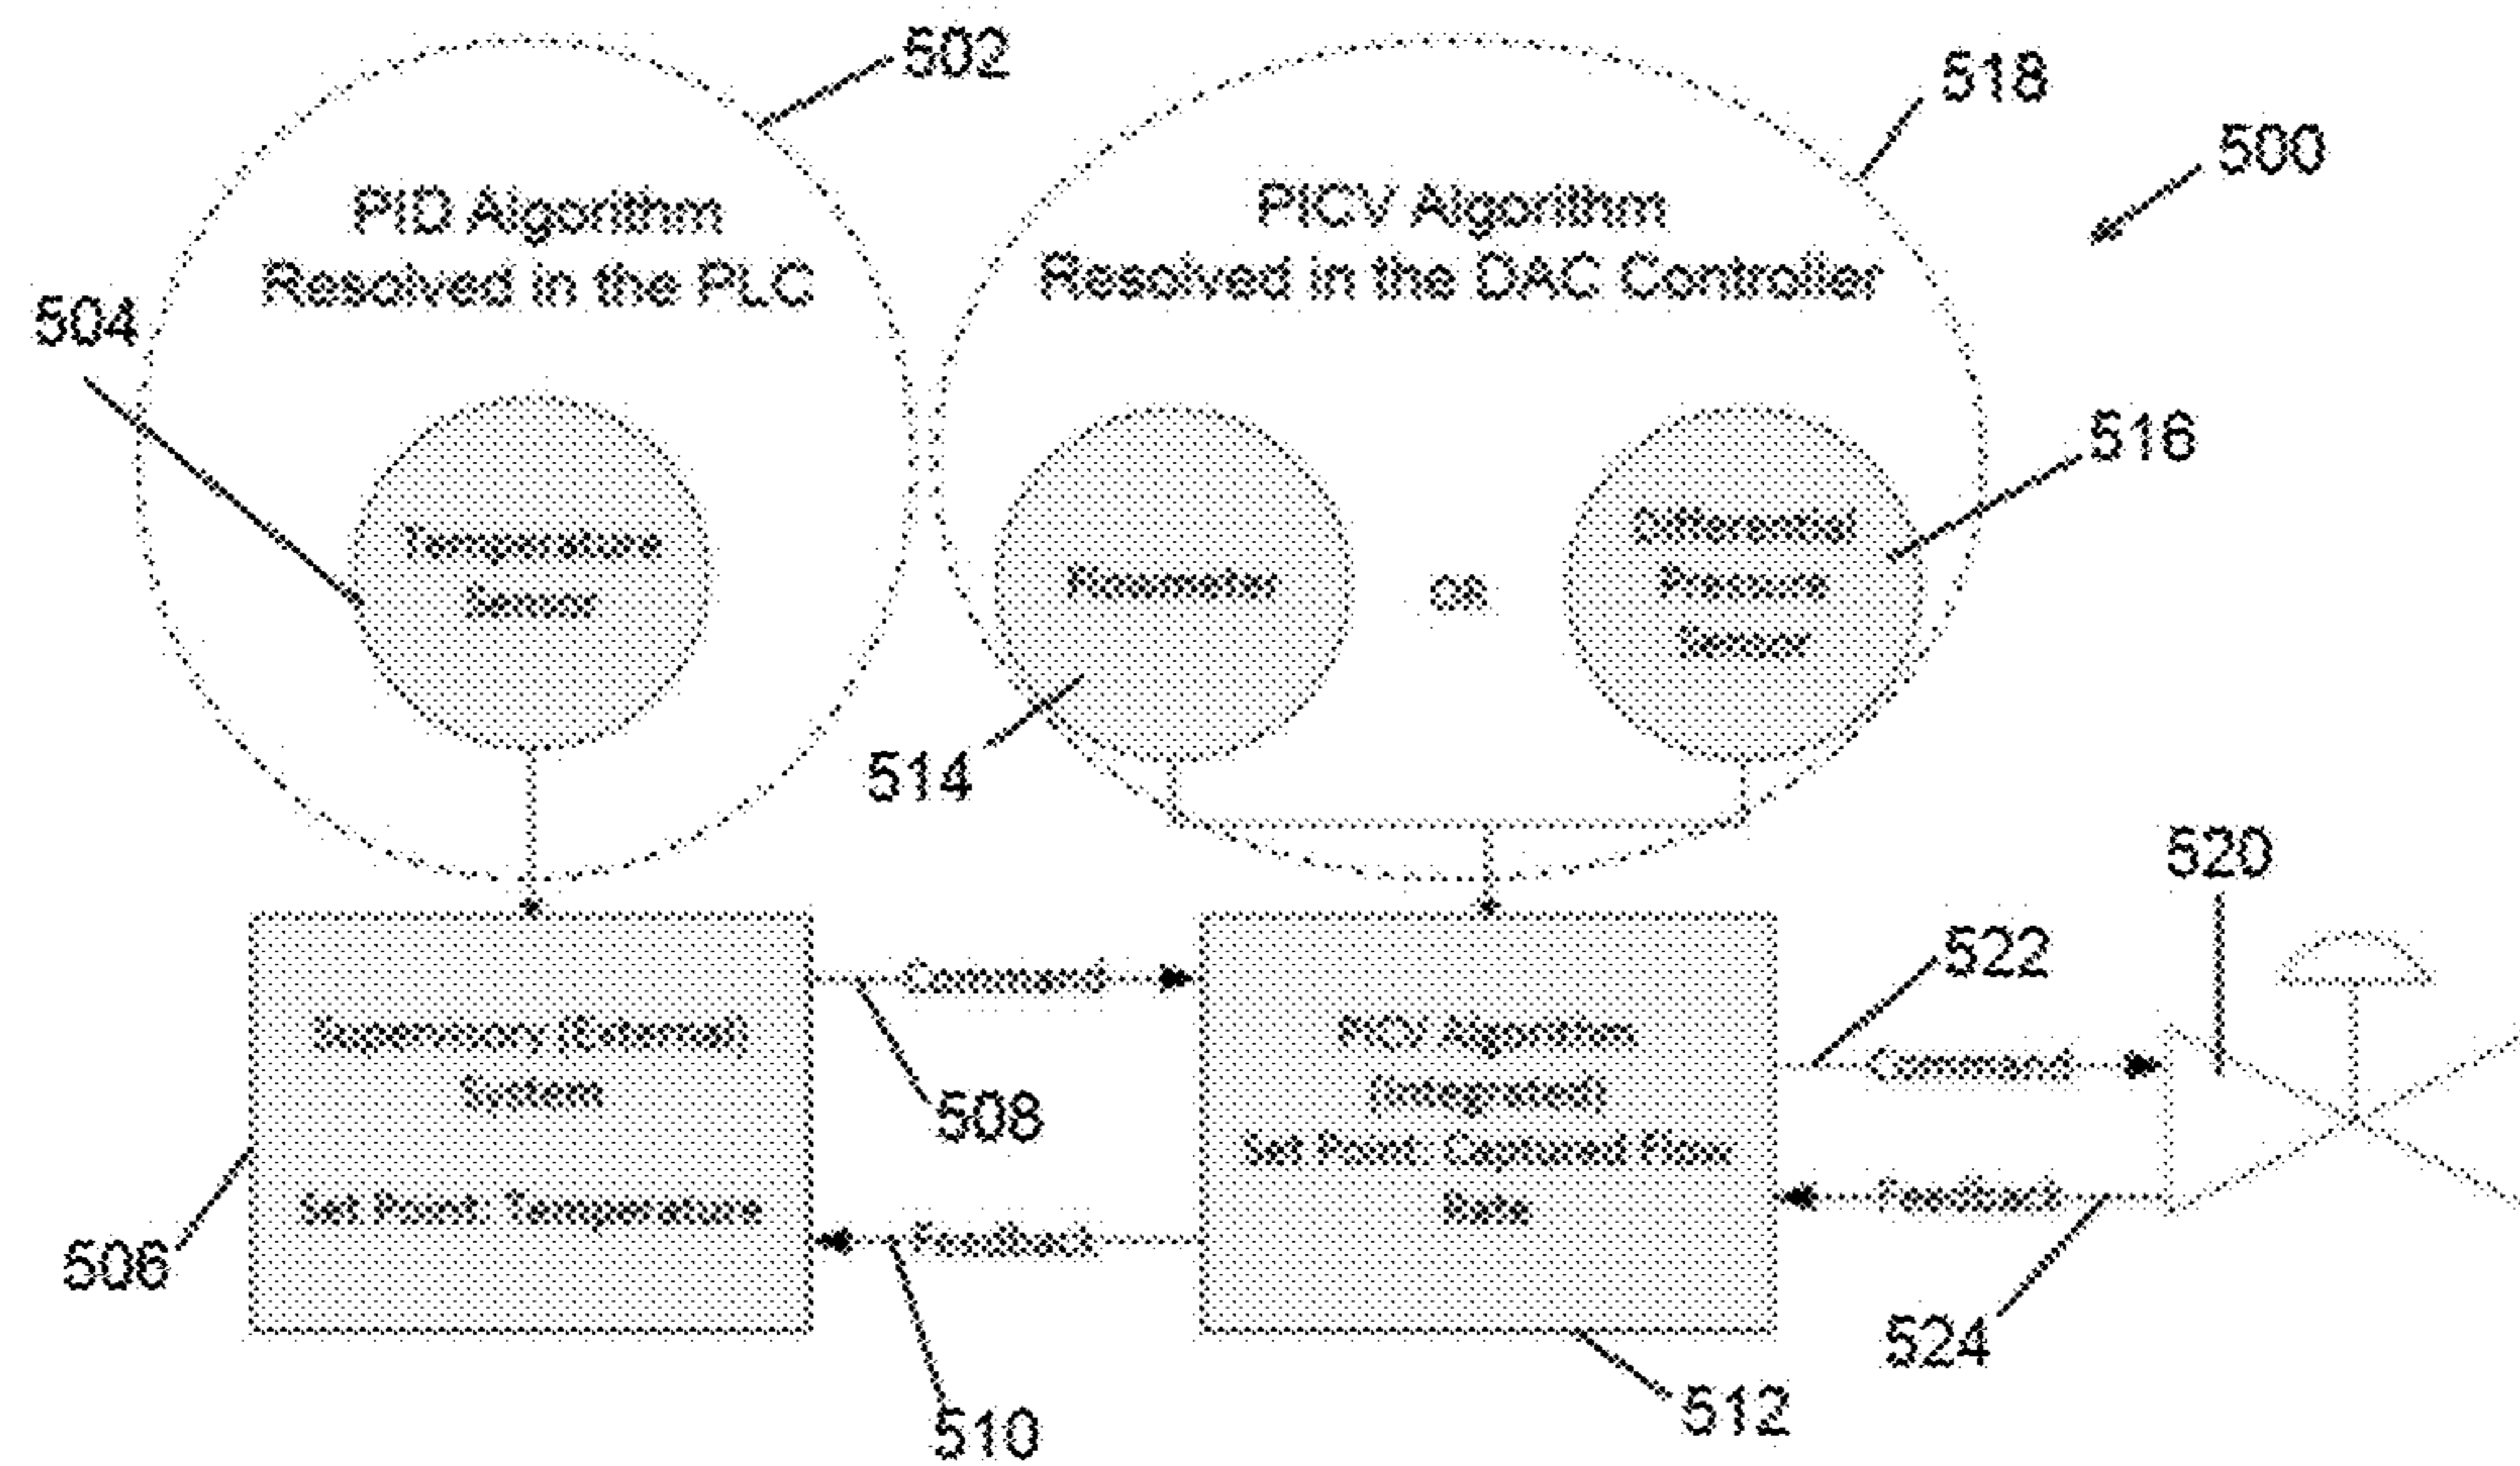 502
518
500
PID Algorithm
Resolved in the PLC
PICV Algorithm
Resolved in the DAC Controller
504
516
Temperature
Sensor
Flowmeter
OR
Differential
Pressure
Sensor
514
520
522
Command
Supervisory (External)
System
Set Point: Temperature
508
Feedback
510
506
PICV Algorithm
(Integrated)
Set Point: Captured Flow
Rate
512
Command
Feedback
524